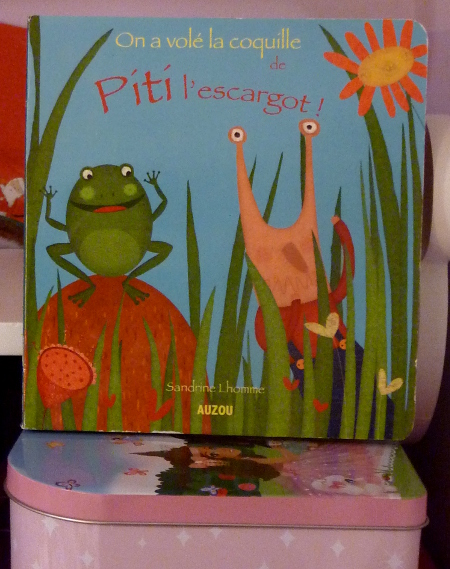 On a volé la coquille
de
Piti l'escargot !
Sandrine Lhomme
AUZOU